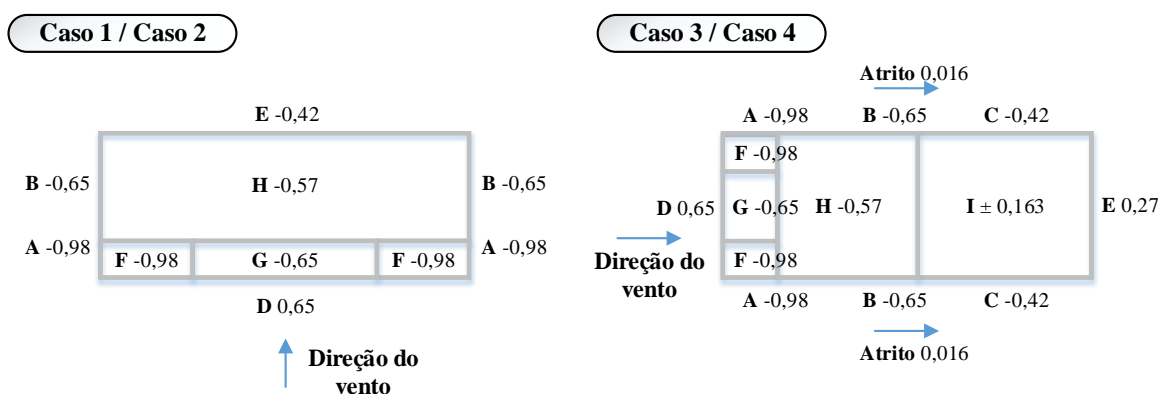 Caso 1 / Caso 2
E -0,42
B -0,65
H -0,57
B -0,65
A -0,98
F -0,98
G -0,65
F -0,98
A -0,98
D 0,65
Direção do
vento
Caso 3 / Caso 4
Atrito 0,016
A -0,98
B -0,65
C -0,42
F -0,98
D 0,65
G -0,65
H -0,57
I ± 0,163
E 0,27
Direção do
vento
F -0,98
A -0,98
B -0,65
C -0,42
Atrito 0,016